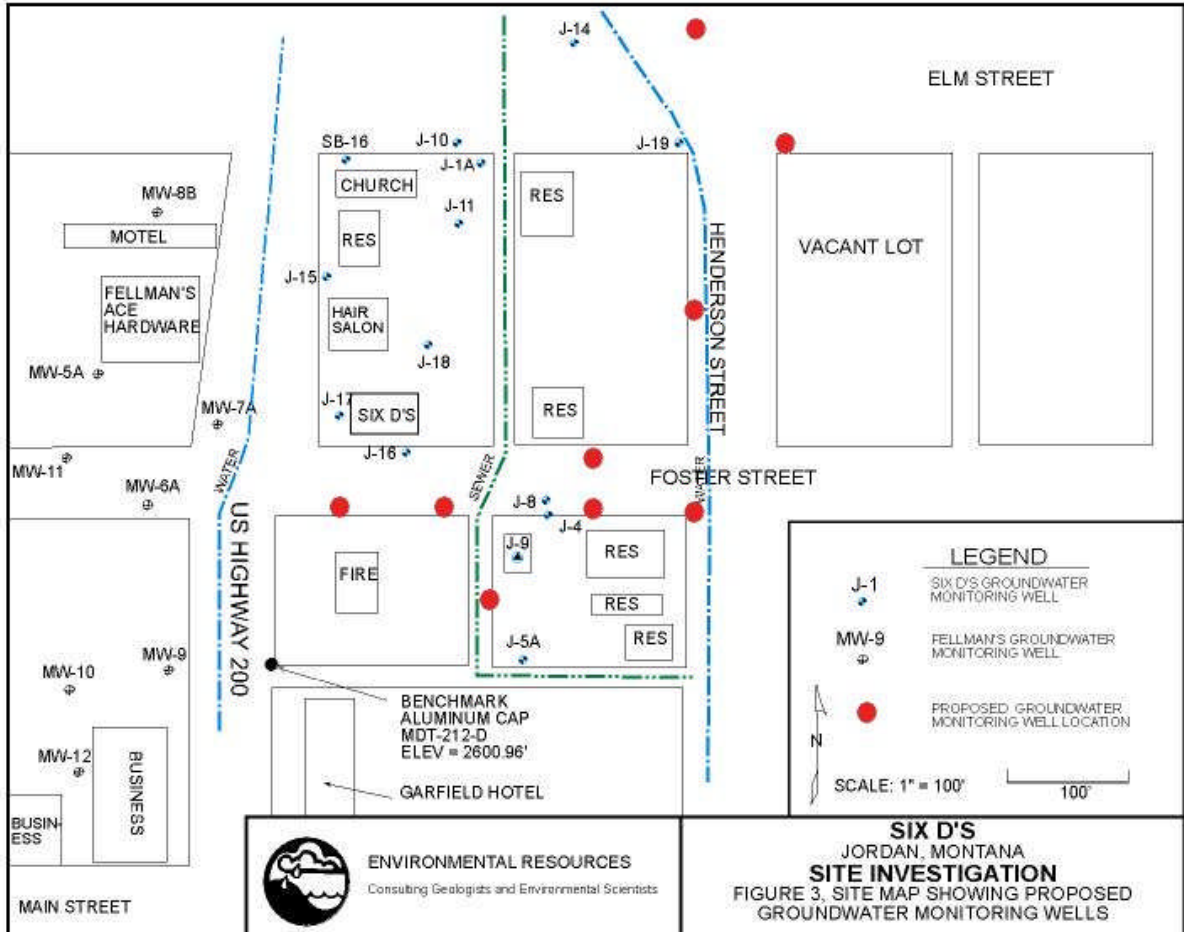 J-14
ELM STREET
SB-16
J-10
J-19
J-1A
CHURCH
RES
MW-8B
J-11
MOTEL
RES
VACANT LOT
HENDERSON STREET
J-15
FELLMAN'S
ACE
HARDWARE
HAIR
SALON
J-18
MW-5A
J-17
SIX D'S
RES
MW-7A
J-16
MW-11
WATER
SEWER
WATER
FOSTER STREET
MW-6A
US HIGHWAY 200
J-8
J-4
J-9
RES
FIRE
RES
RES
J-5A
MW-9
MW-10
BENCHMARK
ALUMINUM CAP
MDT-212-D
ELEV = 2600.96'
MW-12
BUSINESS
GARFIELD HOTEL
BUSIN-
ESS
MAIN STREET
LEGEND
J-1
SIX D'S GROUNDWATER
MONITORING WELL
MW-9
FELLMAN'S GROUNDWATER
MONITORING WELL
PROPOSED GROUNDWATER
MONITORING WELL LOCATION
N
SCALE: 1" = 100'
100'
ENVIRONMENTAL RESOURCES
Consulting Geologists and Environmental Scientists
SIX D'S
JORDAN, MONTANA
SITE INVESTIGATION
FIGURE 3, SITE MAP SHOWING PROPOSED
GROUNDWATER MONITORING WELLS